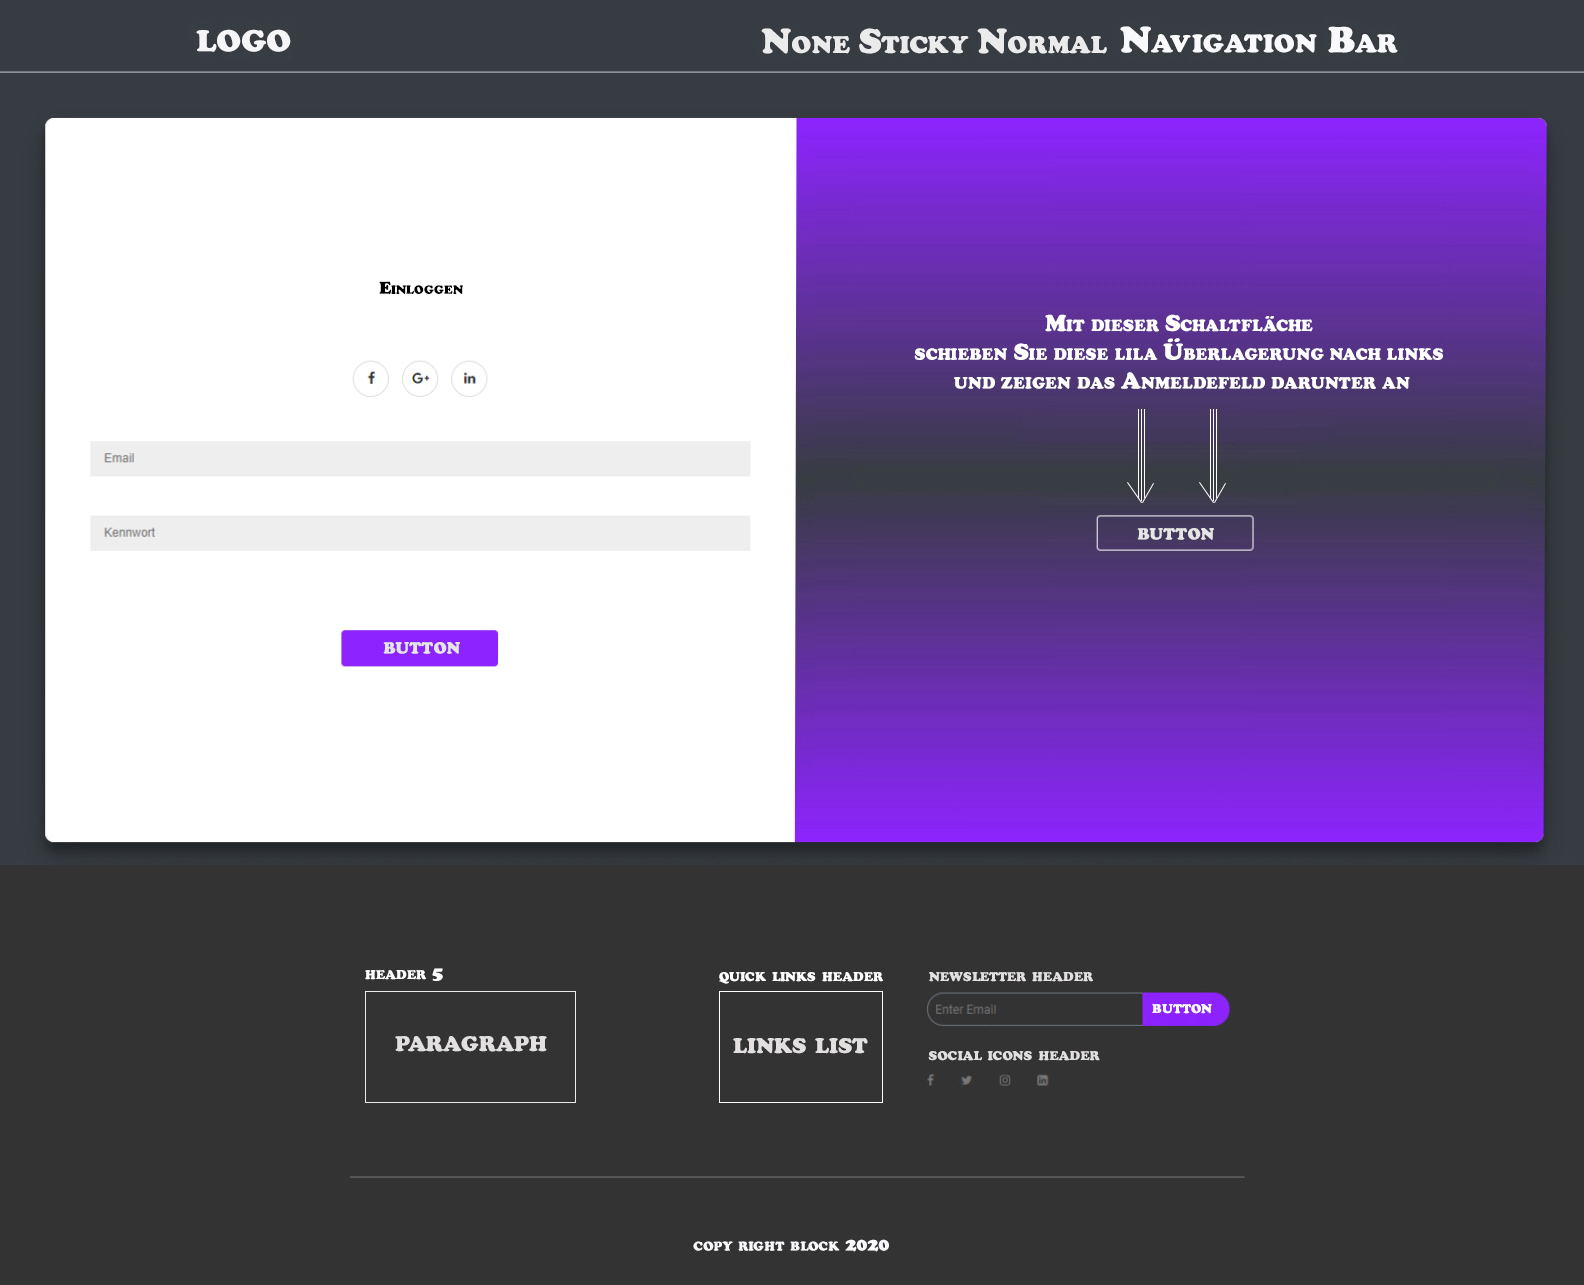 LOGO
None Sticky Normal Navigation Bar
Einloggen
f G+ in
Email
Kennwort
BUTTON
Mit dieser Schaltfläche
schieben Sie diese lila Überlagerung nach links
und zeigen das Anmeldefeld darunter an
BUTTON
header 5
PARAGRAPH
quick links header
LINKS LIST
newsletter header
Enter Email
BUTTON
social icons header
copy right block 2020